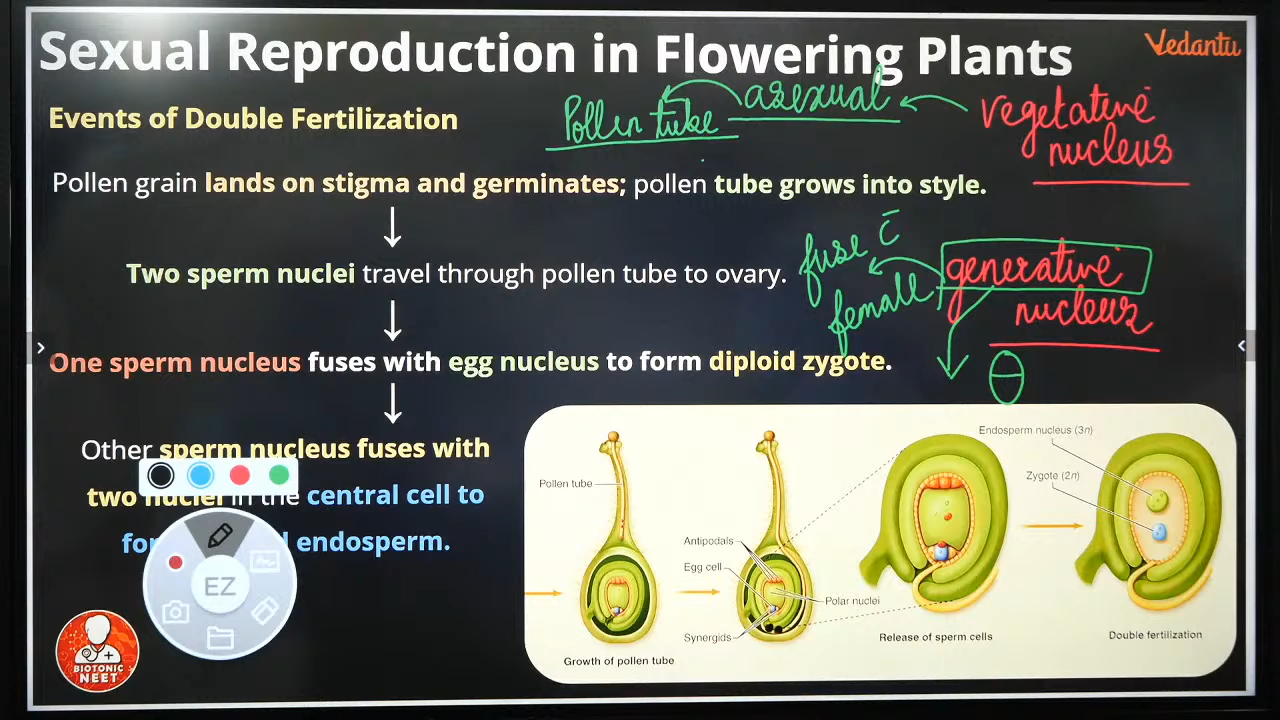 Sexual Reproduction in Flowering Plants
Vedantu
Events of Double Fertilization
Pollen tube
asexual
vegetative
nucleus
Pollen grain lands on stigma and germinates; pollen tube grows into style.
Two sperm nuclei travel through pollen tube to ovary.
fuse c̄
female
generative
nucleus
One sperm nucleus fuses with egg nucleus to form diploid zygote.
Other sperm nucleus fuses with
two nuclei in the central cell to
endosperm.
EZ
BIOTONIC
NEET
Pollen tube
Growth of pollen tube
Antipodals
Egg cell
Synergids
Polar nuclei
Release of sperm cells
Endosperm nucleus (3n)
Zygote (2n)
Double fertilization